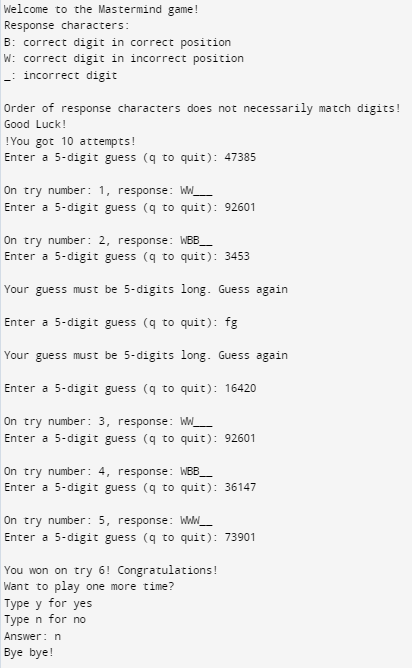 Welcome to the Mastermind game!
Response characters:
B: correct digit in correct position
W: correct digit in incorrect position
_: incorrect digit
Order of response characters does not necessarily match digits!
Good Luck!
!You got 10 attempts!
Enter a 5-digit guess (q to quit): 47385
On try number: 1, response: WW___
Enter a 5-digit guess (q to quit): 92601
On try number: 2, response: WBB__
Enter a 5-digit guess (q to quit): 3453
Your guess must be 5-digits long. Guess again
Enter a 5-digit guess (q to quit): fg
Your guess must be 5-digits long. Guess again
Enter a 5-digit guess (q to quit): 16420
On try number: 3, response: WW___
Enter a 5-digit guess (q to quit): 92601
On try number: 4, response: WBB__
Enter a 5-digit guess (q to quit): 36147
On try number: 5, response: WWW__
Enter a 5-digit guess (q to quit): 73901
You won on try 6! Congratulations!
Want to play one more time?
Type y for yes
Type n for no
Answer: n
Bye bye!